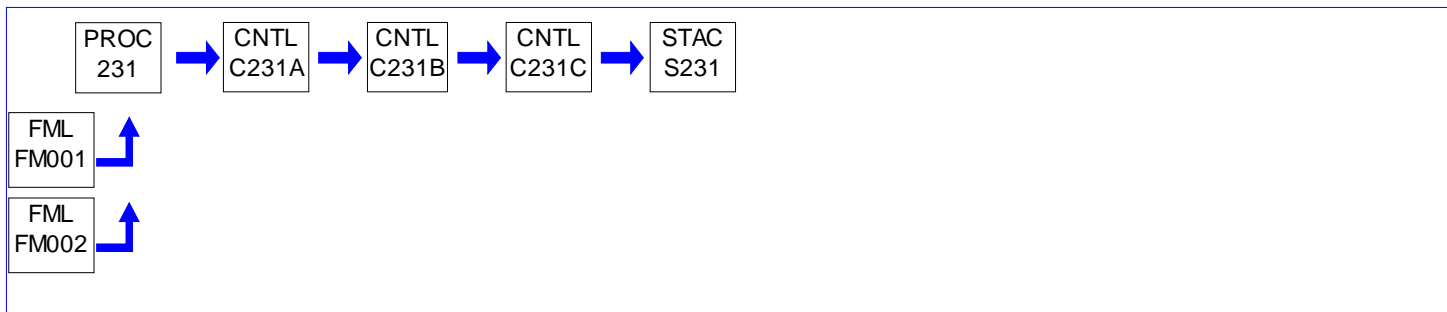 PROC
231
CNTL
C231A
CNTL
C231B
CNTL
C231C
STAC
S231
FML
FM001
FML
FM002